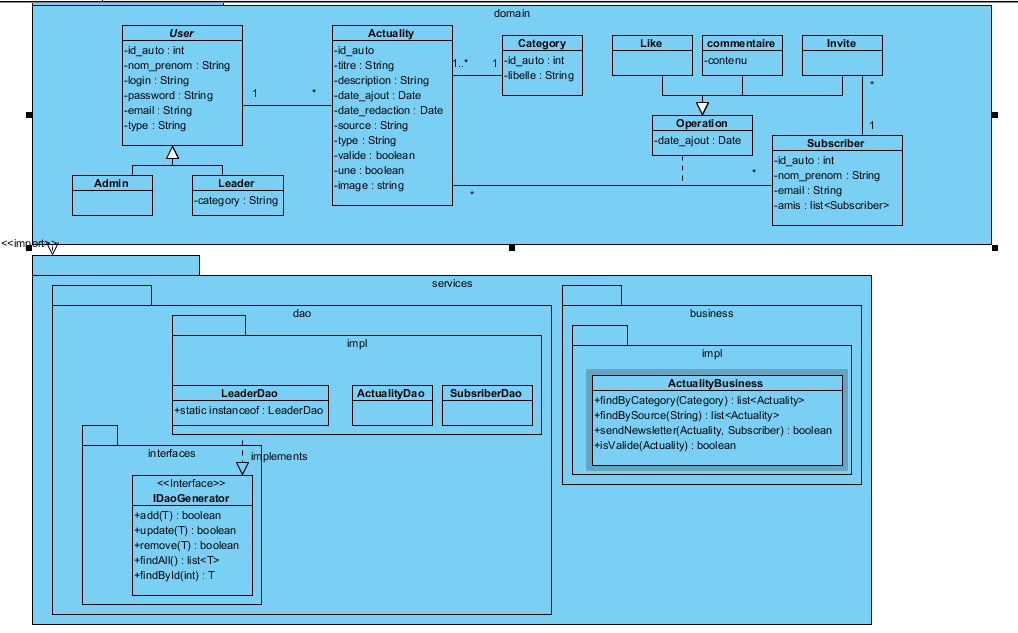 domain
User
-id_auto : int
-nom_prenom : String
-login : String
-password : String
-email : String
-type : String
1
*
Actuality
-id_auto
-titre : String
-description : String
-date_ajout : Date
-date_redaction : Date
-source : String
-type : String
-valide : boolean
-une : boolean
-image : string
1..*
1
Category
-id_auto : int
-libelle : String
Like
commentaire
-contenu
Invite
*
1
Operation
-date_ajout : Date
*
*
Subscriber
-id_auto : int
-nom_prenom : String
-email : String
-amis : list<Subscriber>
Admin
Leader
-category : String
<<import>>
services
dao
impl
LeaderDao
+static instanceof : LeaderDao
ActualityDao
SubsriberDao
interfaces
implements
<<Interface>>
IDaoGenerator
+add(T) : boolean
+update(T) : boolean
+remove(T) : boolean
+findAll() : list<T>
+findById(int) : T
business
impl
ActualityBusiness
+findByCategory(Category) : list<Actuality>
+findBySource(String) : list<Actuality>
+sendNewsletter(Actuality, Subscriber) : boolean
+isValide(Actuality) : boolean